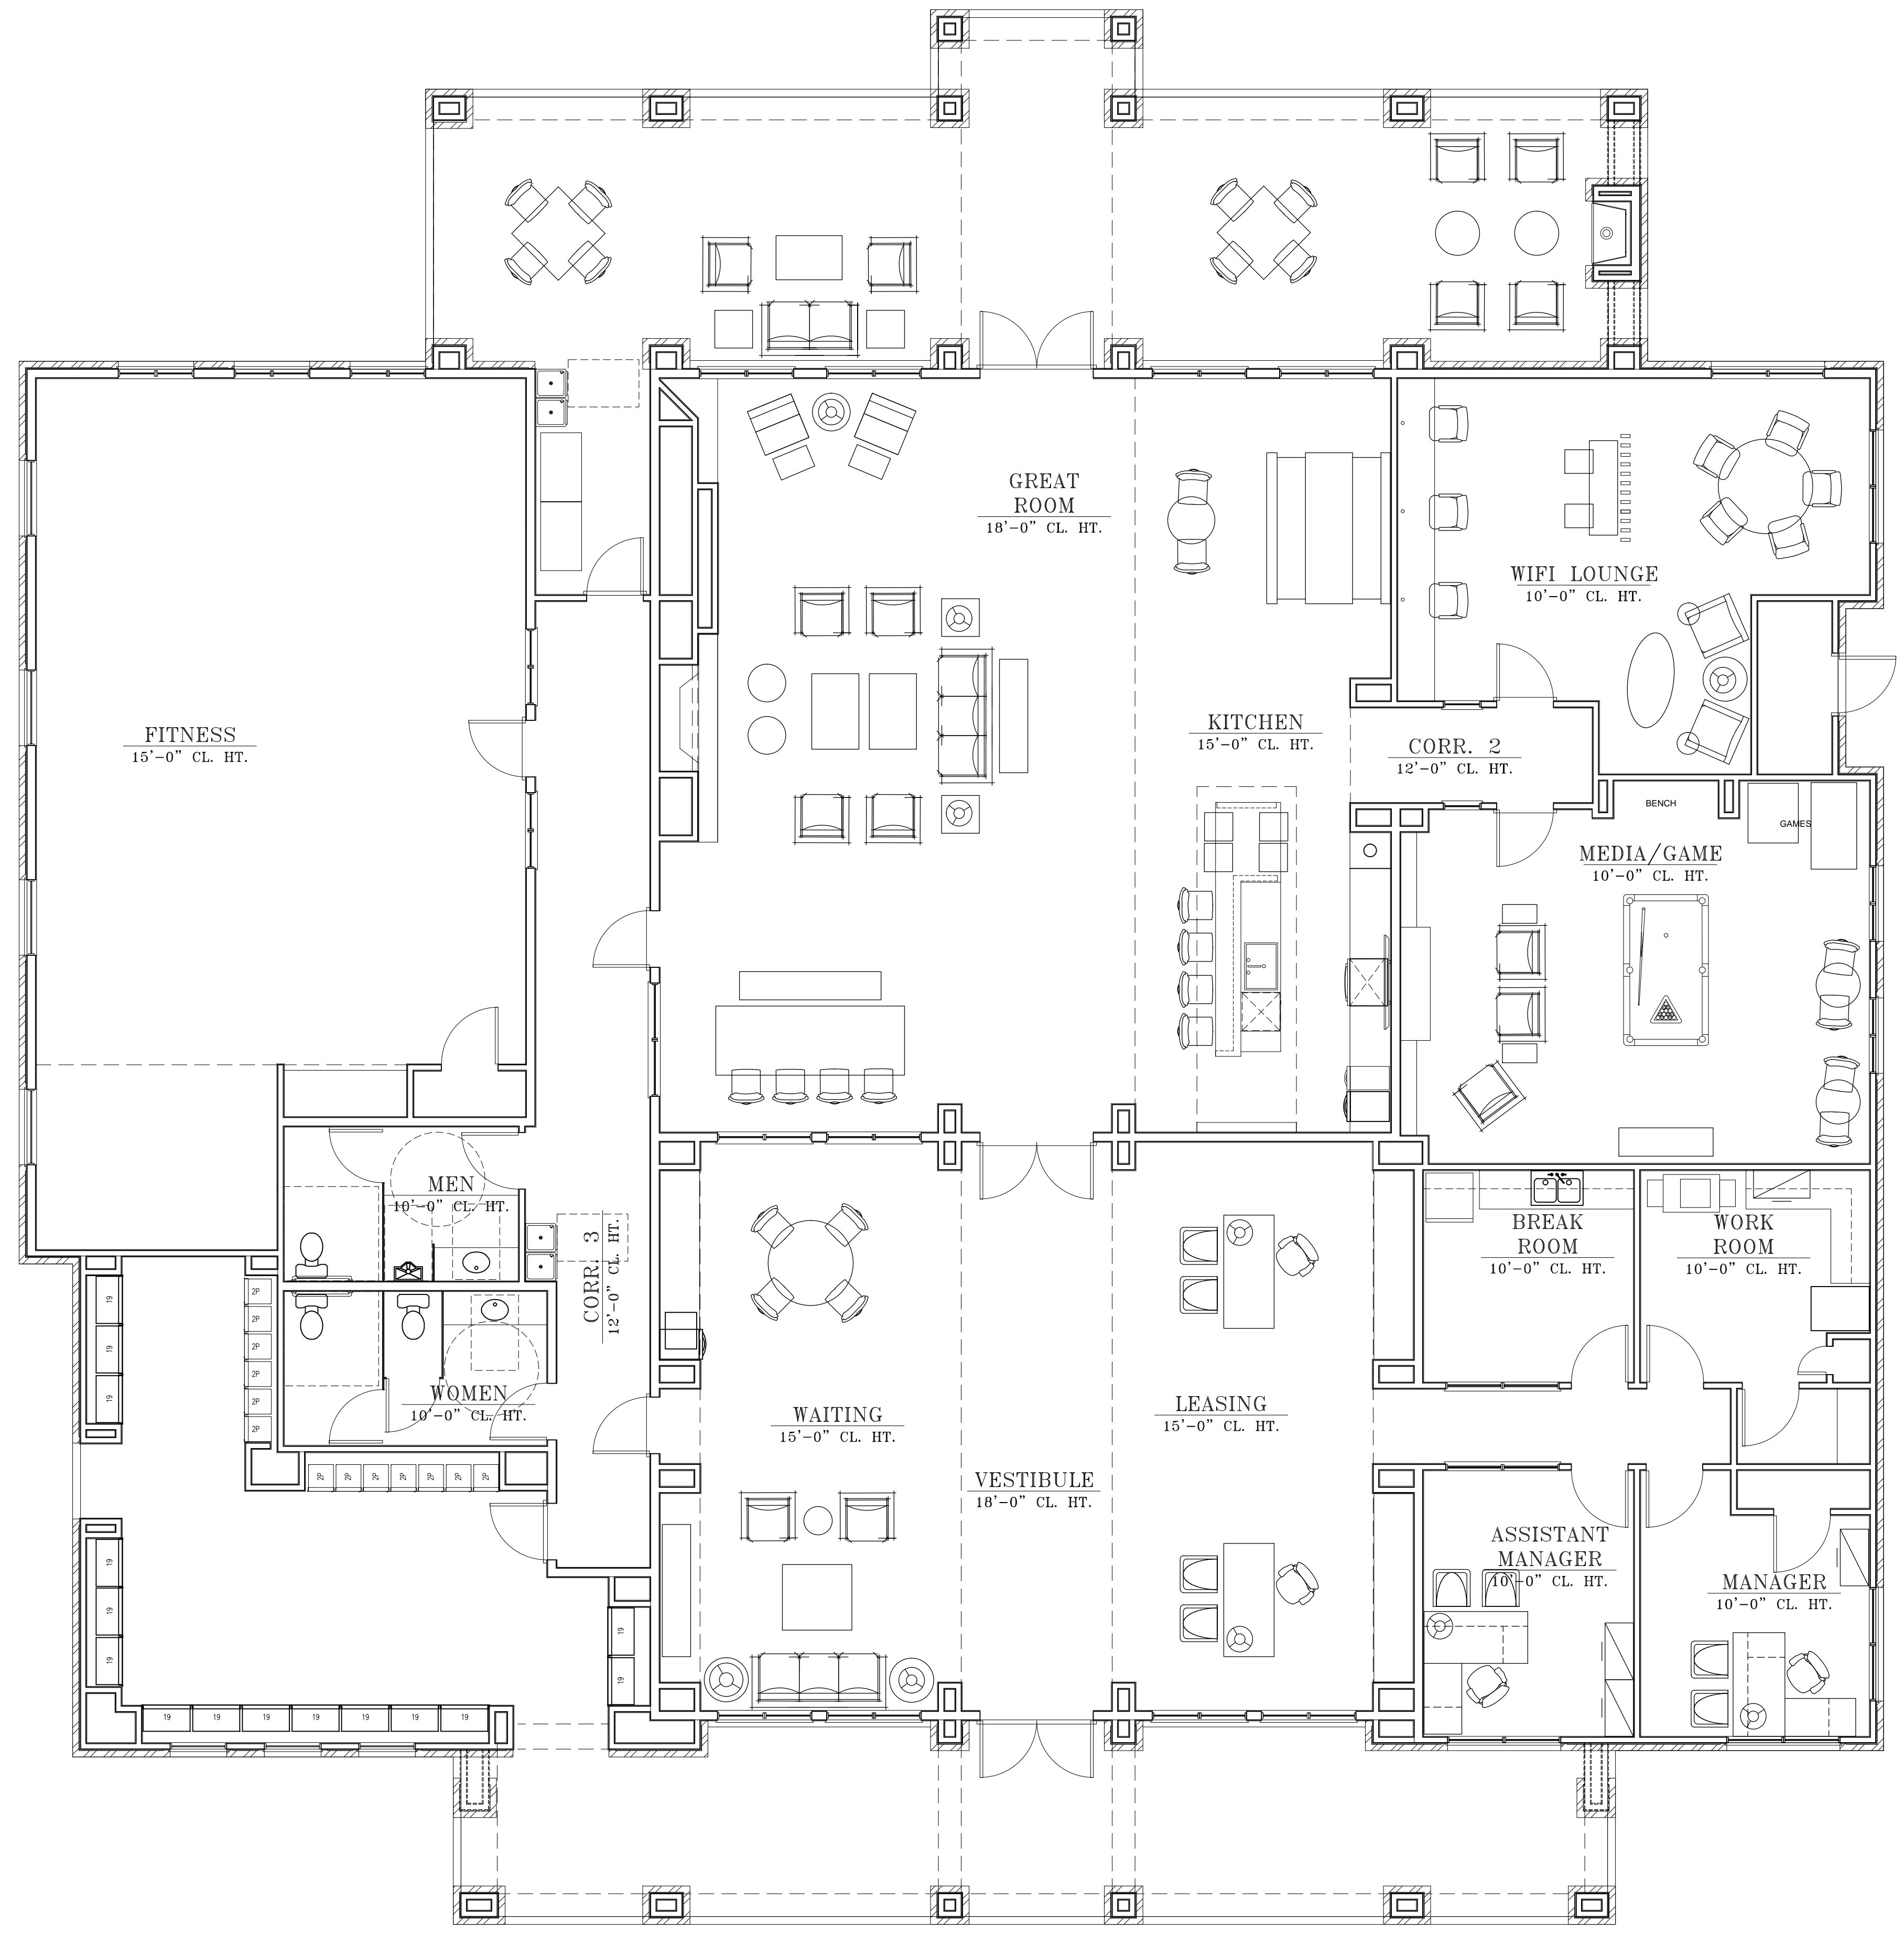 GREAT
ROOM
18'-0" CL. HT.
WIFI LOUNGE
10'-0" CL. HT.
FITNESS
15'-0" CL. HT.
KITCHEN
15'-0" CL. HT.
CORR. 2
12'-0" CL. HT.
BENCH
GAMES
MEDIA/GAME
10'-0" CL. HT.
MEN
10'-0" CL. HT.
CORR. 3
12'-0" CL. HT.
BREAK
ROOM
10'-0" CL. HT.
WORK
ROOM
10'-0" CL. HT.
19
19
19
2P
2P
2P
2P
2P
2P
WOMEN
10'-0" CL. HT.
WAITING
15'-0" CL. HT.
LEASING
15'-0" CL. HT.
VESTIBULE
18'-0" CL. HT.
2P
2P
2P
2P
2P
2P
2P
ASSISTANT
MANAGER
10'-0" CL. HT.
MANAGER
10'-0" CL. HT.
19
19
19
19
19
19
19
19
19
19
19
19